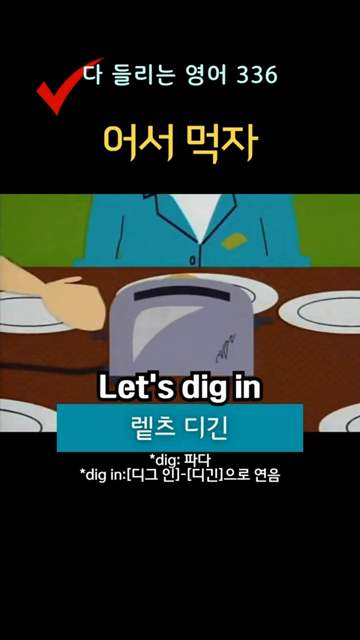 다 들리는 영어 336
어서 먹자
Let's dig in
렡츠 디긴
*dig: 파다
*dig in:[디그 인]-[디긴]으로 연음